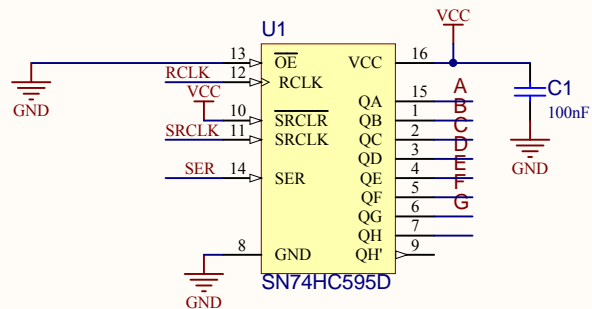 U1
VCC
13
OE
VCC
16
RCLK
12
RCLK
GND
VCC
A
QA
15
B
C1
10
SRCLR
QB
1
C
100nF
SRCLK
11
SRCLK
QC
2
D
QD
3
E
GND
SER
14
SER
QE
4
F
QF
5
G
QG
6
QH
7
8
GND
QH'
9
GND
SN74HC595D